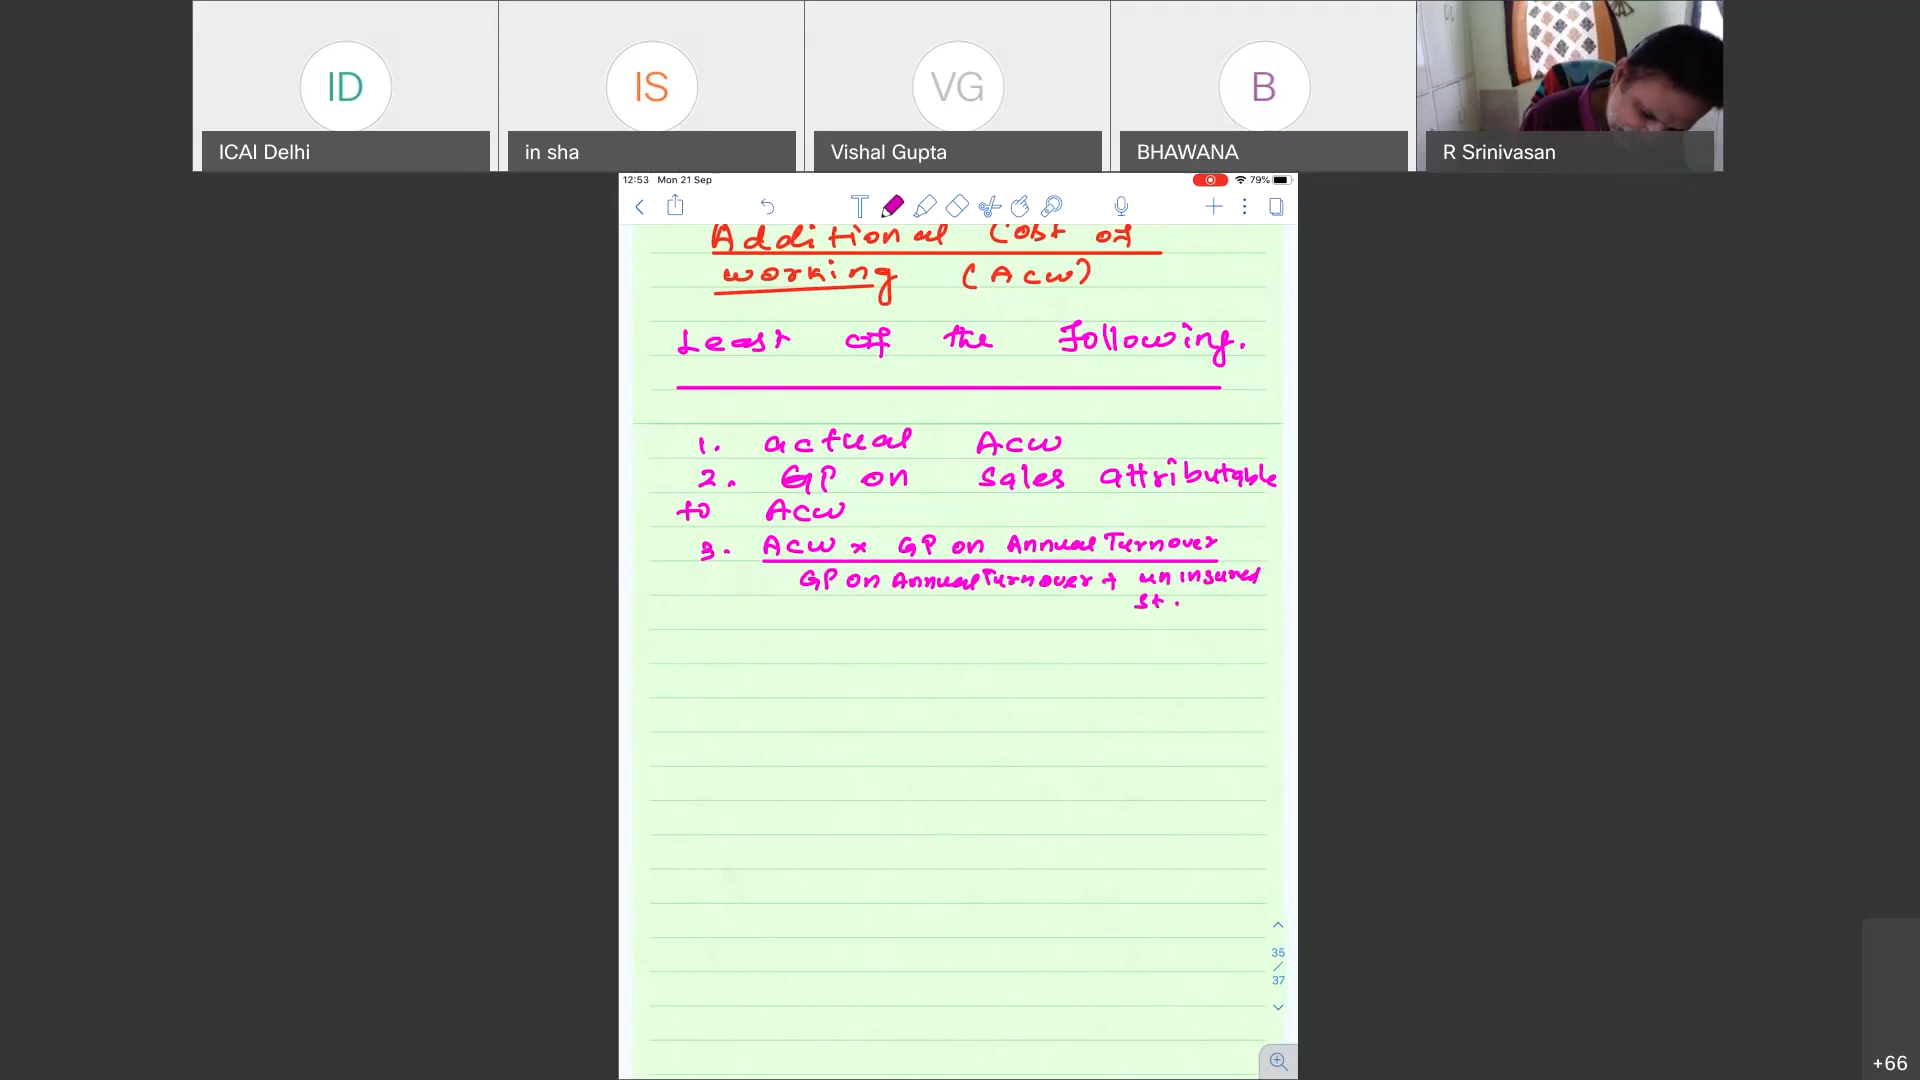 ID
IS
VG
B
ICAI Delhi
in sha
Vishal Gupta
BHAWANA
R Srinivasan
12:53 Mon 21 Sep
79%
T
Additional Cost of
working (ACW)
Least of the following.
1. actual ACW
2. GP on Sales attributable
to ACW
3. ACW x GP on Annual Turnover
GP on Annual Turnover + un insured
St.
35
/
37
+66